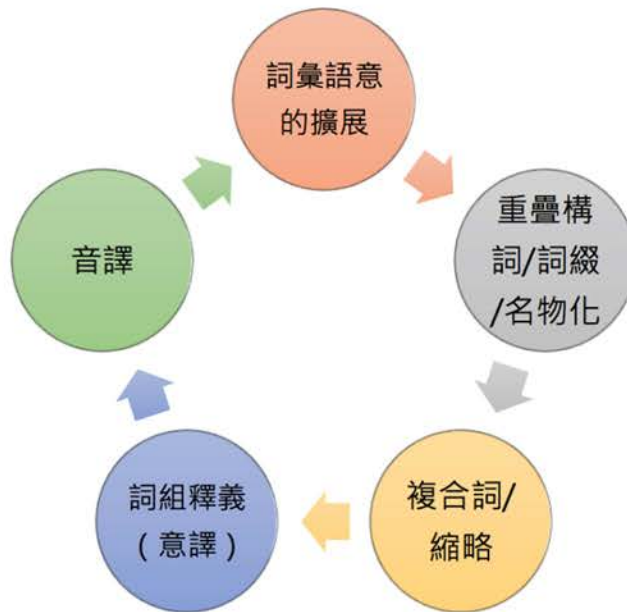 詞彙語意
的擴展
重疊構
詞/詞綴
/名物化
複合詞/
縮略
詞組釋義
（意譯）
音譯